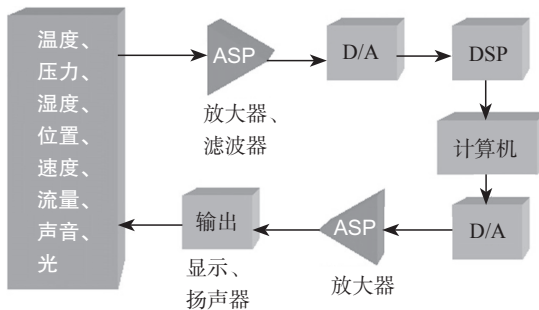 温度、
压力、
湿度、
位置、
速度、
流量、
声音、
光
ASP
放大器、
滤波器
D/A
DSP
计算机
D/A
ASP
放大器
输出
显示、
扬声器